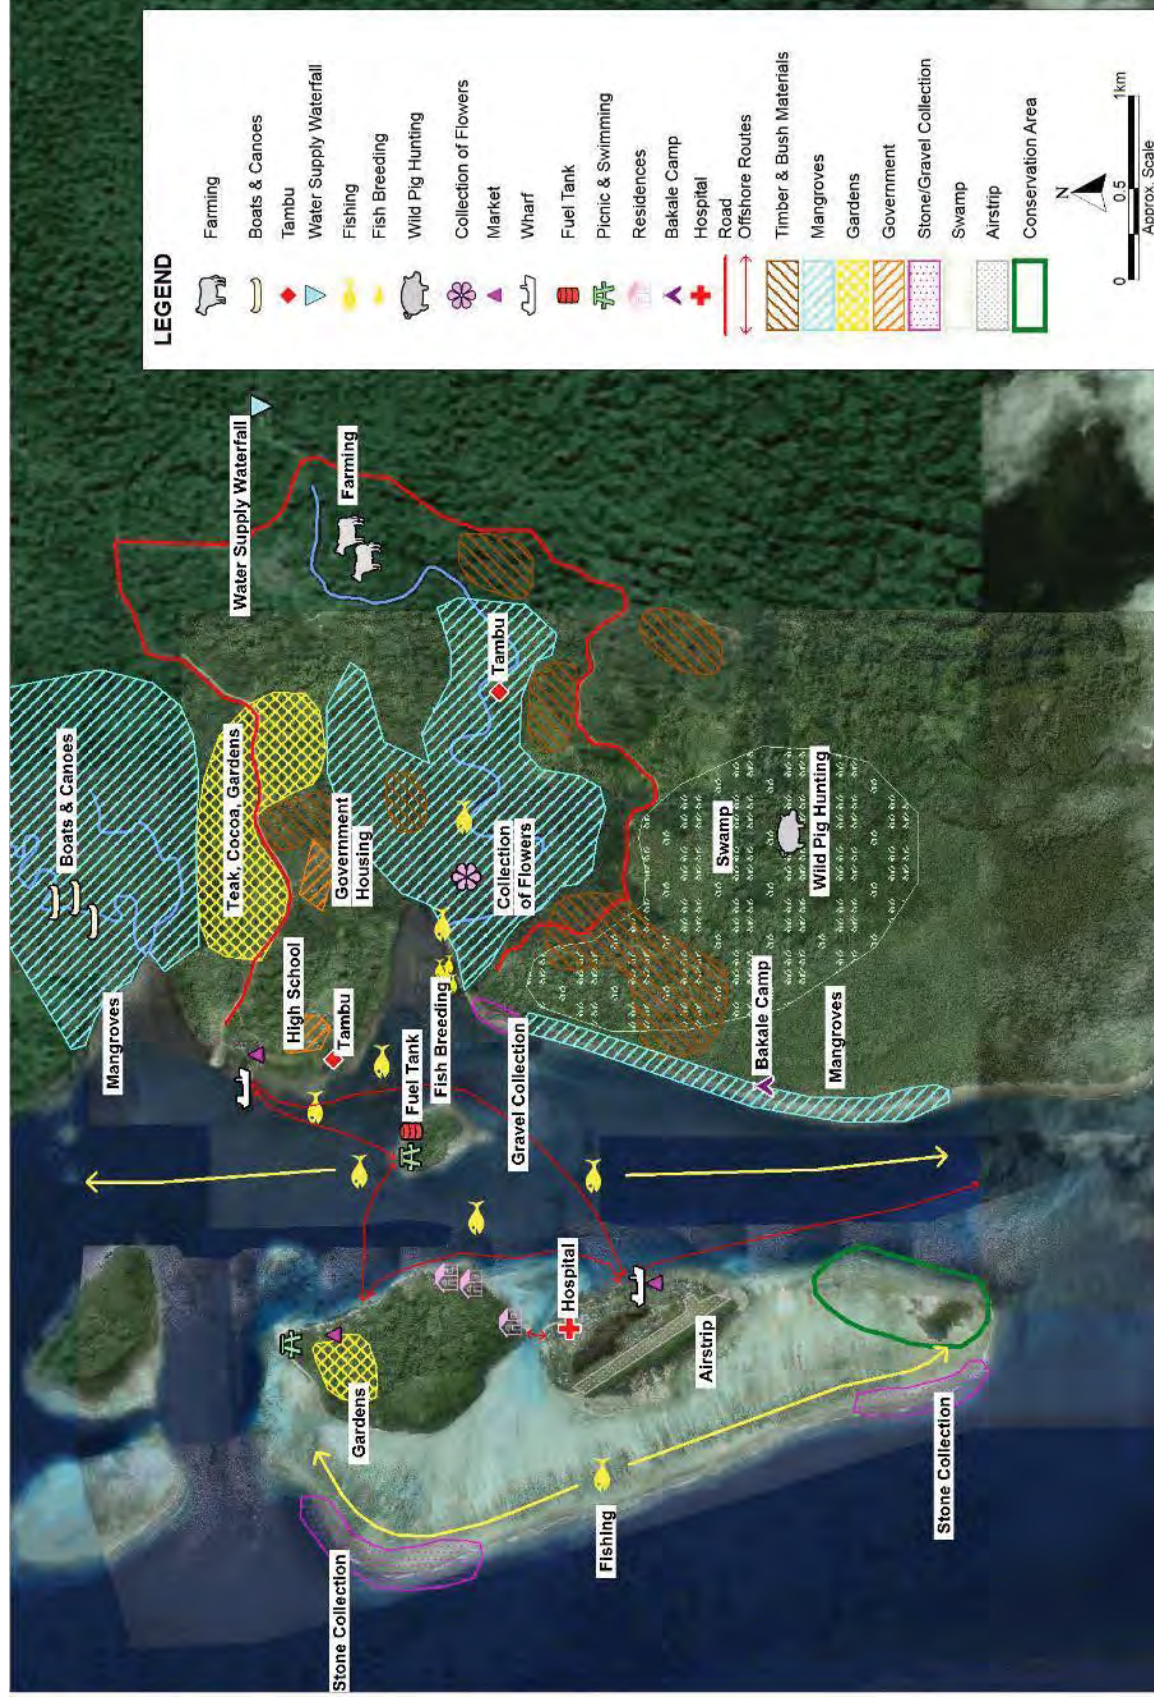 Boats & Canoes
Mangroves
Water Supply Waterfall
Teak, Cocoa, Gardens
Farming
High School
Government
Housing
Tambu
Tambu
Fuel Tank
Fish Breeding
Collection
of Flowers
Gravel Collection
Swamp
Wild Pig Hunting
Bakale Camp
Mangroves
Gardens
Hospital
Airstrip
Stone Collection
Fishing
Stone Collection
LEGEND
Farming
Boats & Canoes
Tambu
Water Supply Waterfall
Fishing
Fish Breeding
Wild Pig Hunting
Collection of Flowers
Market
Wharf
Fuel Tank
Picnic & Swimming
Residences
Bakale Camp
Hospital
Road
Offshore Routes
Timber & Bush Materials
Mangroves
Gardens
Government
Stone/Gravel Collection
Swamp
Airstrip
Conservation Area
N
0 0.5 1km
Approx. Scale